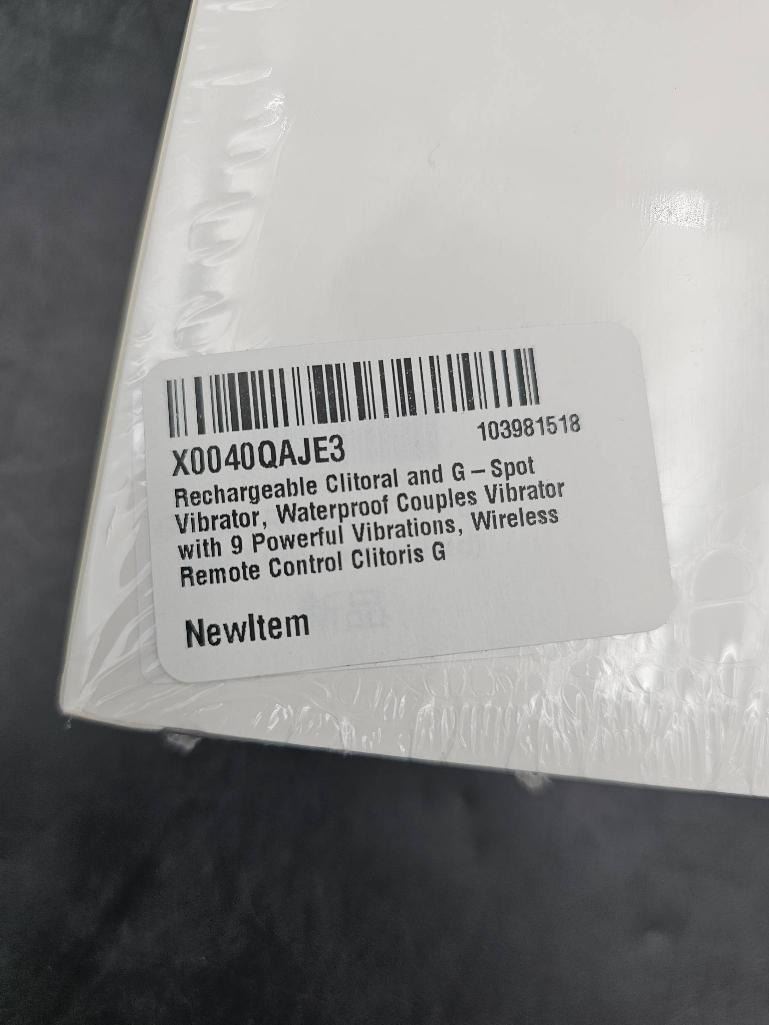 X0040QAJE3
103981518
Rechargeable Clitoral and G – Spot
Vibrator, Waterproof Couples Vibrator
with 9 Powerful Vibrations, Wireless
Remote Control Clitoris G
NewItem